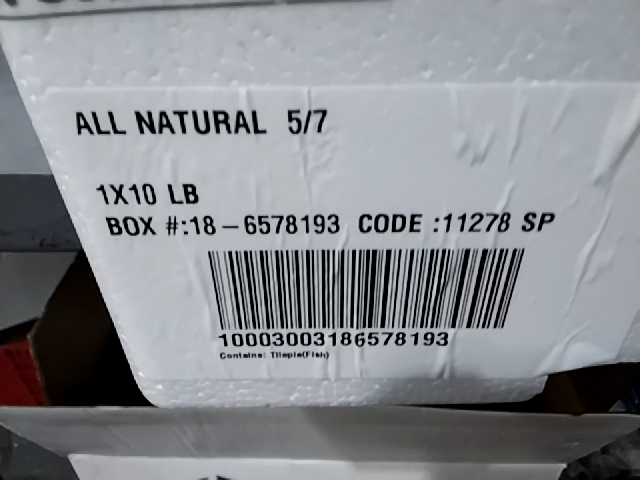 ALL NATURAL 5/7
1X10 LB
BOX #:18-6578193 CODE :11278 SP
10003003186578193
Contains: Tilapia(Fish)